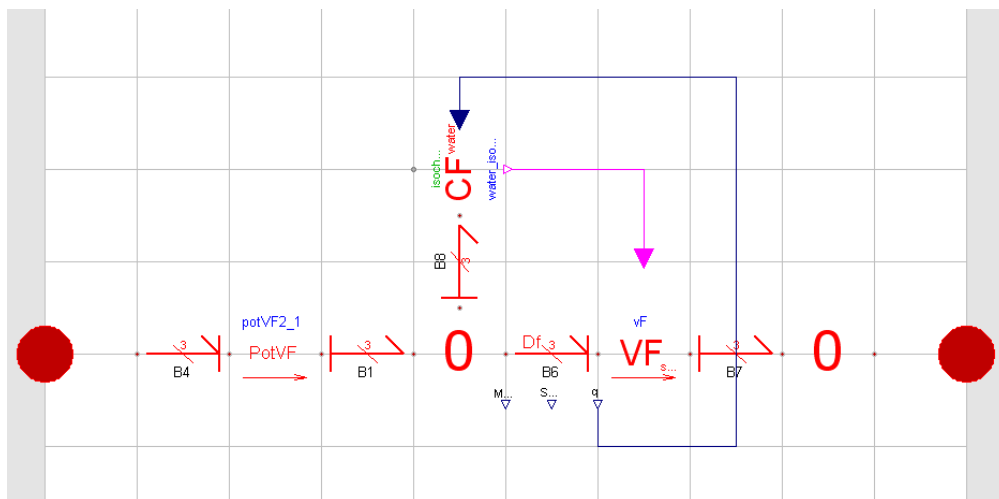 water
isoch...
CF
water_iso...
B8
3
potVF2_1
vF
3
PotVF
3
0
Df
3
VF
s...
3
0
B4
B1
B6
B7
M...
S...
q